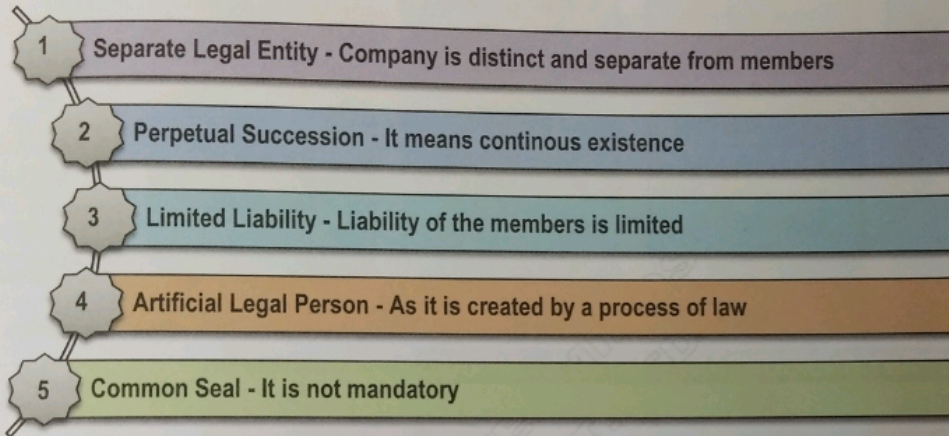 1 Separate Legal Entity - Company is distinct and separate from members
2 Perpetual Succession - It means continous existence
3 Limited Liability - Liability of the members is limited
4 Artificial Legal Person - As it is created by a process of law
5 Common Seal - It is not mandatory